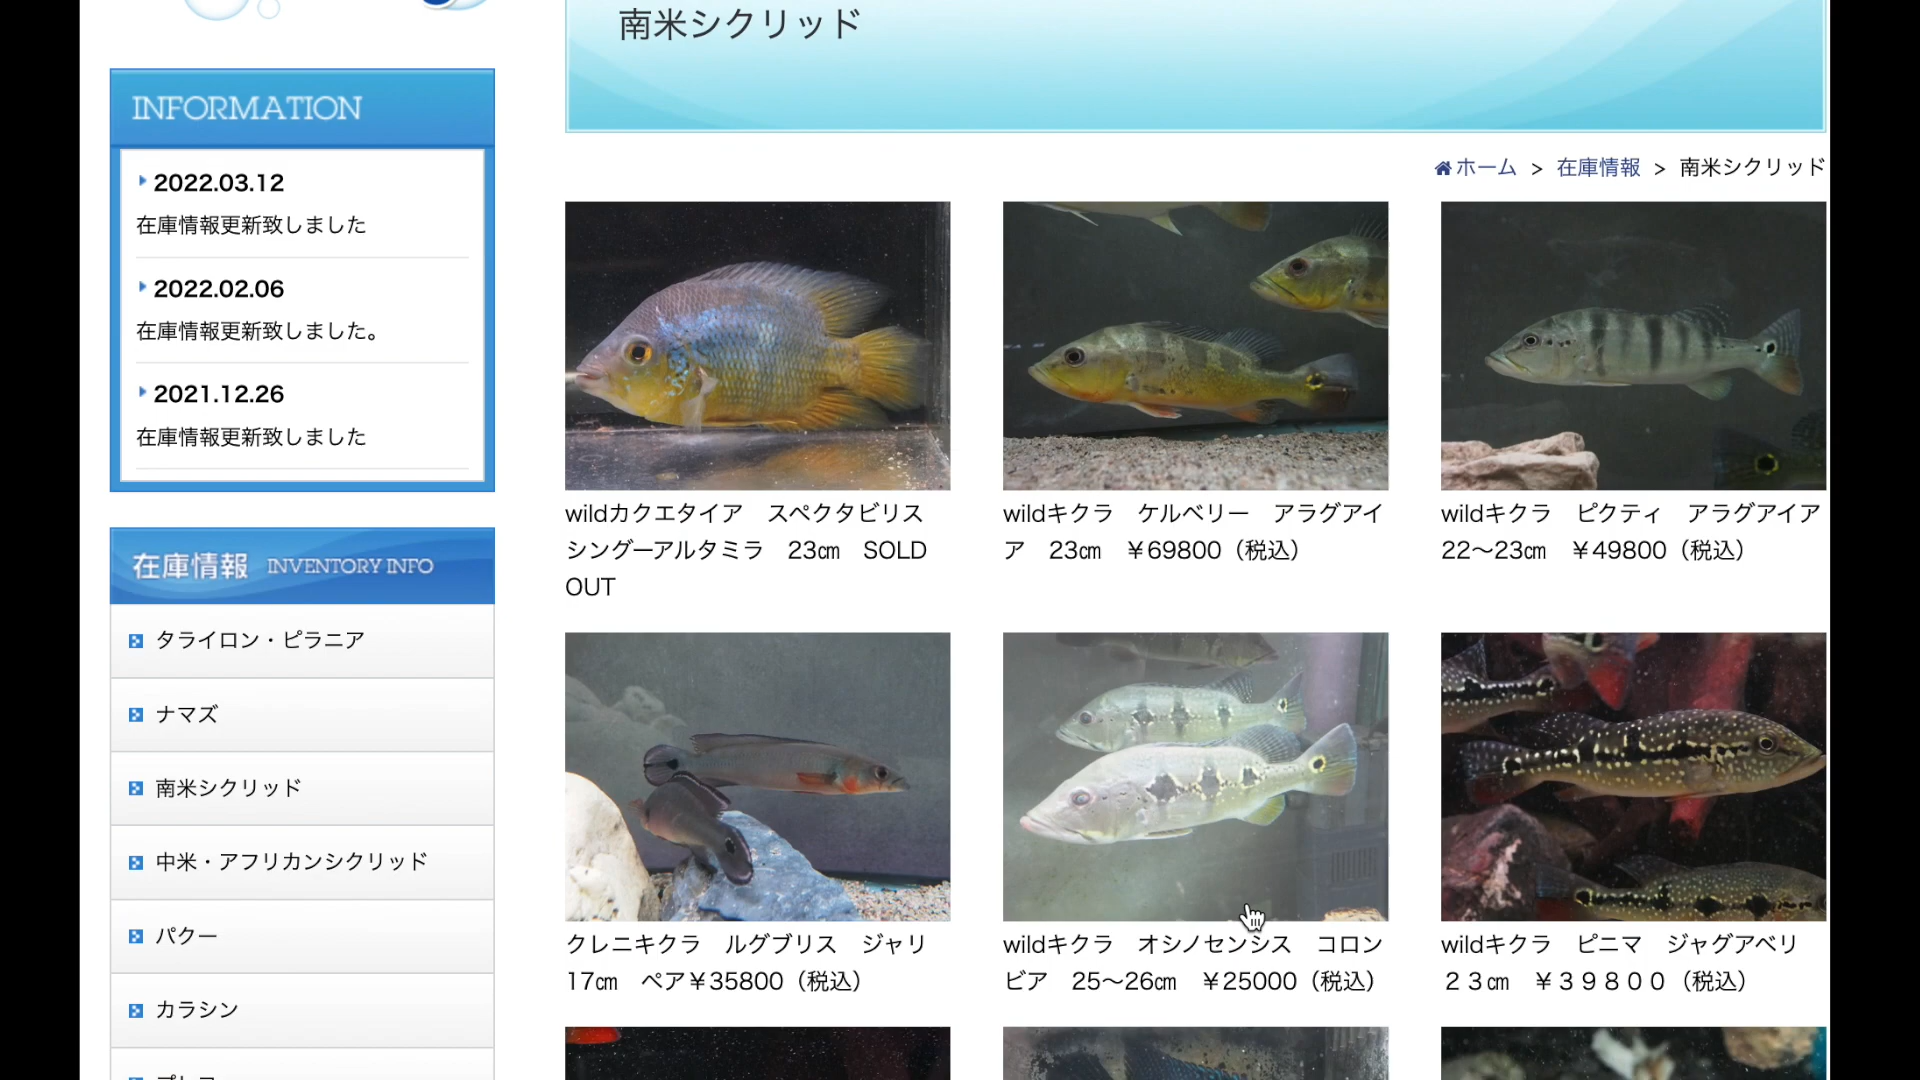 南米シクリッド
INFORMATION
2022.03.12
在庫情報更新致しました
2022.02.06
在庫情報更新致しました。
2021.12.26
在庫情報更新致しました
在庫情報 INVENTORY INFO
タライロン・ピラニア
ナマズ
南米シクリッド
中米・アフリカンシクリッド
パクー
カラシン
ホーム > 在庫情報 > 南米シクリッド
wildカクエタイア　スペクタビリス
シングーアルタミラ　23㎝　SOLD
OUT
wildキクラ　ケルベリー　アラグアイ
ア　23㎝　￥69800（税込）
wildキクラ　ピクティ　アラグアイア
22〜23㎝　￥49800（税込）
クレニキクラ　ルグブリス　ジャリ
17㎝　ペア￥35800（税込）
wildキクラ　オシノセンシス　コロン
ビア　25〜26㎝　￥25000（税込）
wildキクラ　ピニマ　ジャグアベリ
２３㎝　￥３９８００（税込）